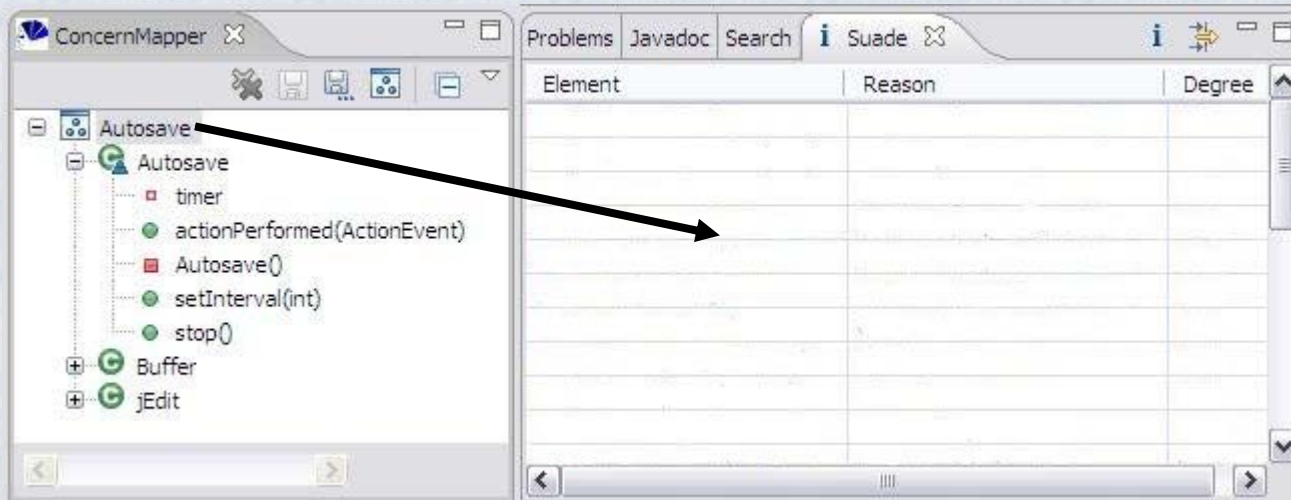 ConcernMapper
Autosave
Autosave
timer
actionPerformed(ActionEvent)
Autosave()
setInterval(int)
stop()
Buffer
jEdit
Problems Javadoc Search i Suade i
Element Reason Degree